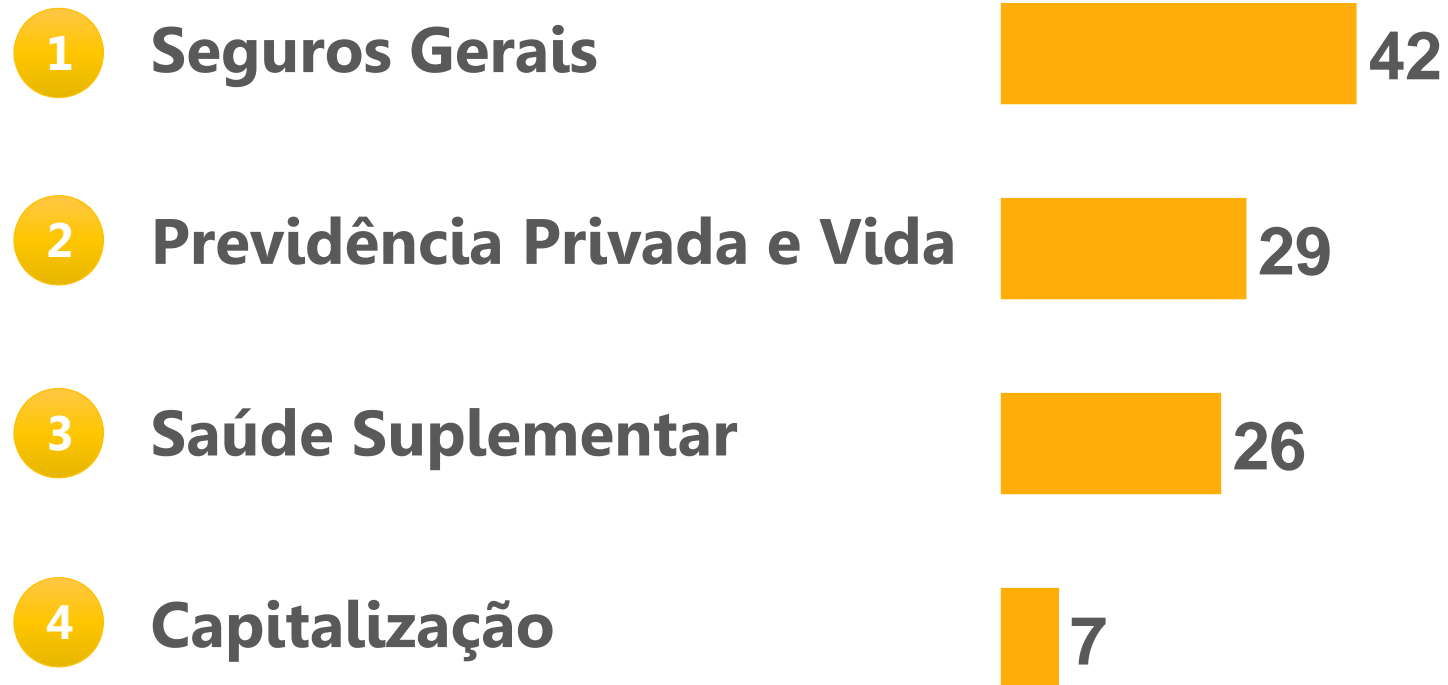 1 Seguros Gerais 42
2 Previdência Privada e Vida 29
3 Saúde Suplementar 26
4 Capitalização 7